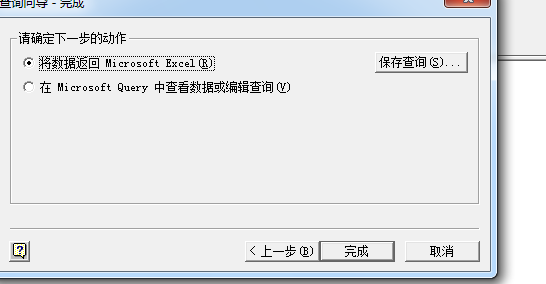 查询向导 - 完成
请确定下一步的动作
将数据返回 Microsoft Excel(R)
保存查询(S)...
在 Microsoft Query 中查看数据或编辑查询(V)
< 上一步(B)
完成
取消